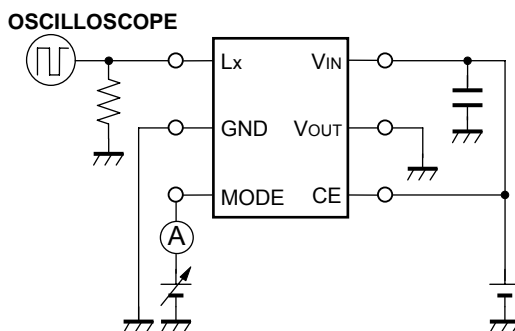 OSCILLOSCOPE
Lx VIN
GND VOUT
MODE CE
A